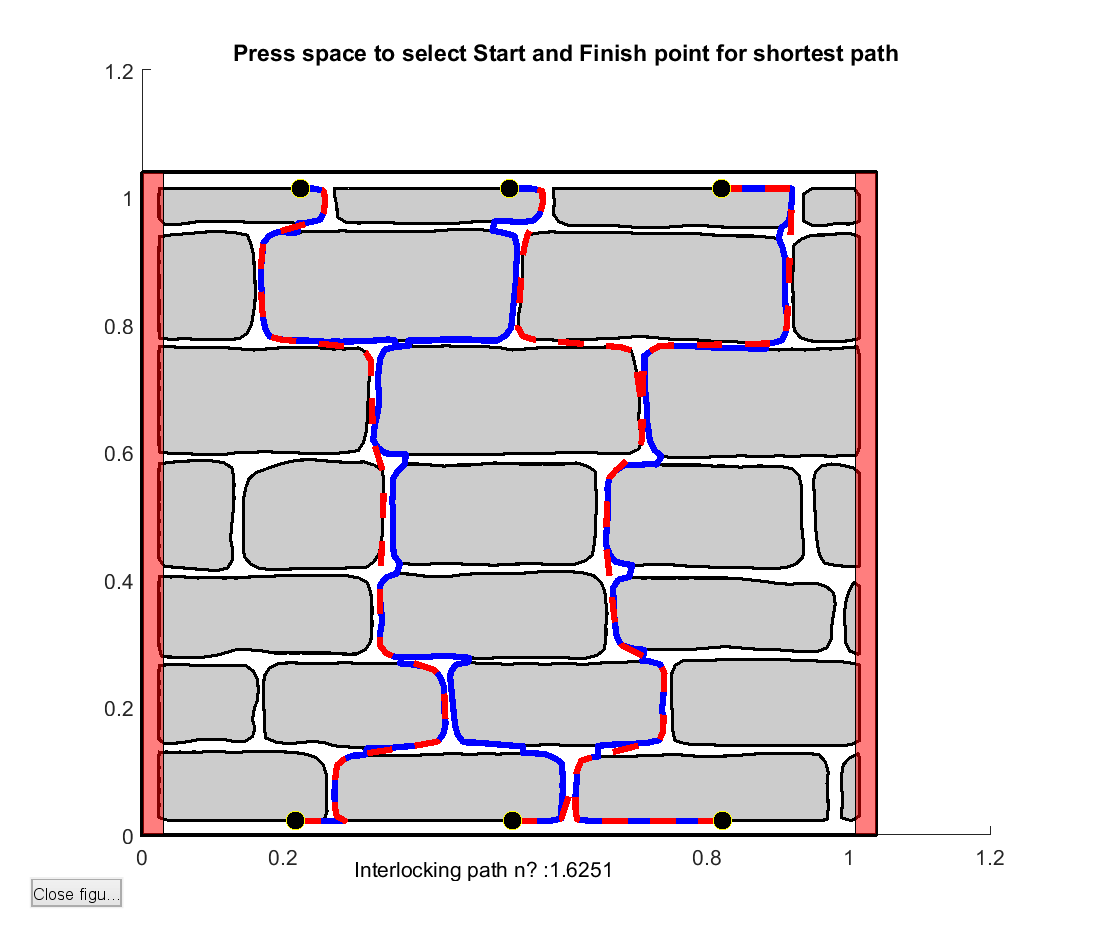 Press space to select Start and Finish point for shortest path
1.2
1
0.8
0.6
0.4
0.2
0
0 0.2 0.8 1 1.2
Interlocking path n? :1.6251
Close figu...